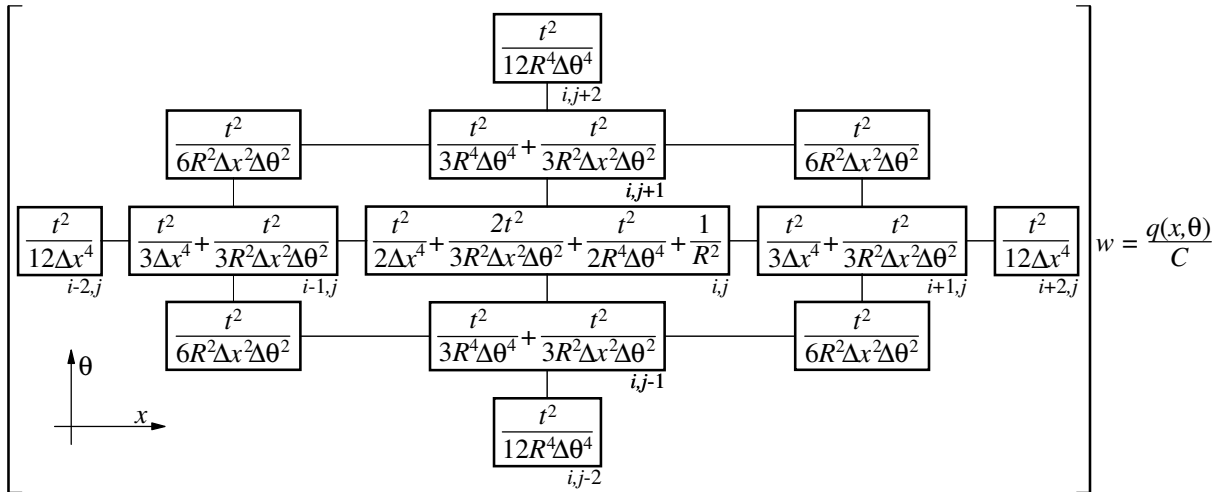 t²/(12R⁴Δθ⁴)
i,j+2
t²/(6R²Δx²Δθ²) t²/(3R⁴Δθ⁴) + t²/(3R²Δx²Δθ²) t²/(6R²Δx²Δθ²)
i,j+1
t²/(12Δx⁴) t²/(3Δx⁴) + t²/(3R²Δx²Δθ²) t²/(2Δx⁴) + 2t²/(3R²Δx²Δθ²) + t²/(2R⁴Δθ⁴) + 1/R² t²/(3Δx⁴) + t²/(3R²Δx²Δθ²) t²/(12Δx⁴) w = q(x,θ)/C
i-2,j i-1,j i,j i+1,j i+2,j
t²/(6R²Δx²Δθ²) t²/(3R⁴Δθ⁴) + t²/(3R²Δx²Δθ²) t²/(6R²Δx²Δθ²)
i,j-1
θ
x
t²/(12R⁴Δθ⁴)
i,j-2